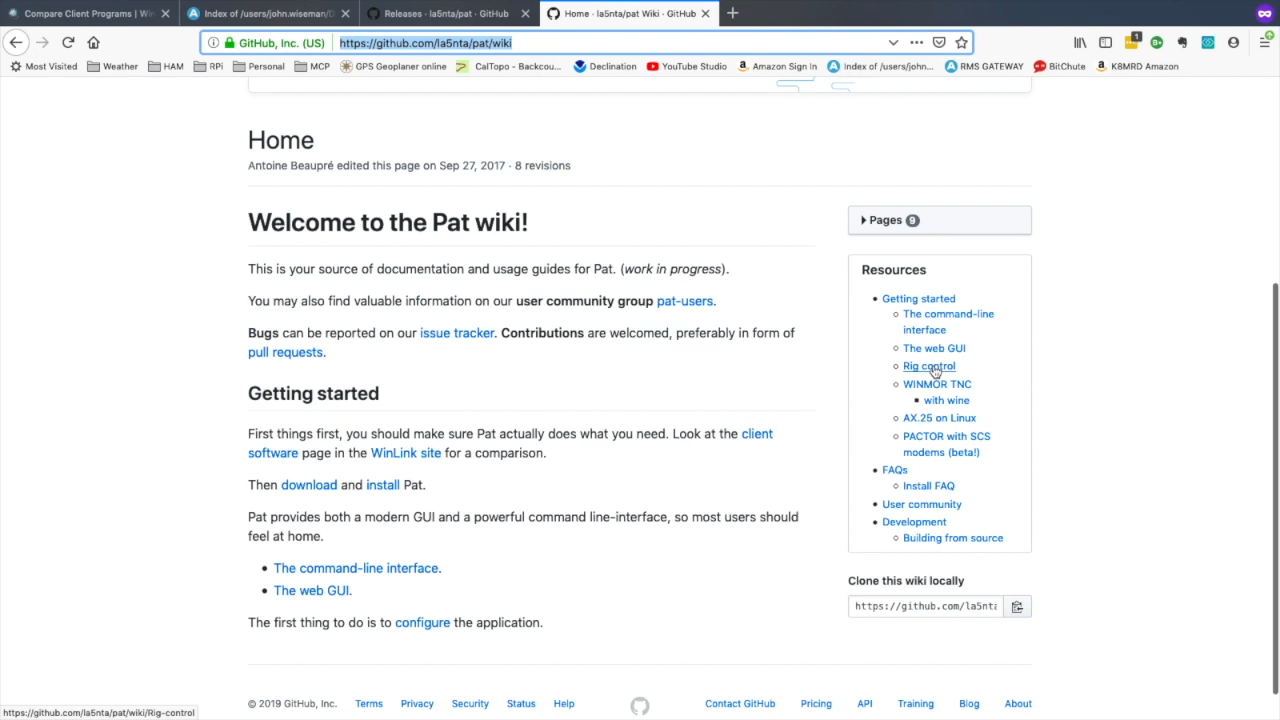 Compare Client Programs | Win
Index of /users/john.wiseman/D
Releases · la5nta/pat · GitHub
Home · la5nta/pat Wiki · GitHub
GitHub, Inc. (US)
https://github.com/la5nta/pat/wiki
1
Most Visited
Weather
HAM
RPi
Personal
MCP
GPS Geoplaner online
CalTopo - Backcou...
Declination
YouTube Studio
Amazon Sign In
Index of /users/john...
RMS GATEWAY
BitChute
K8MRD Amazon
Home
Antoine Beaupré edited this page on Sep 27, 2017 · 8 revisions
Welcome to the Pat wiki!
This is your source of documentation and usage guides for Pat. (work in progress).
You may also find valuable information on our user community group pat-users.
Bugs can be reported on our issue tracker. Contributions are welcomed, preferably in form of
pull requests.
Getting started
First things first, you should make sure Pat actually does what you need. Look at the client
software page in the WinLink site for a comparison.
Then download and install Pat.
Pat provides both a modern GUI and a powerful command line-interface, so most users should
feel at home.
The command-line interface.
The web GUI.
The first thing to do is to configure the application.
Pages 9
Resources
Getting started
The command-line
interface
The web GUI
Rig control
WINMOR TNC
with wine
AX.25 on Linux
PACTOR with SCS
modems (beta!)
FAQs
Install FAQ
User community
Development
Building from source
Clone this wiki locally
https://github.com/la5nta
© 2019 GitHub, Inc.
Terms
Privacy
Security
Status
Help
Contact GitHub
Pricing
API
Training
Blog
About
https://github.com/la5nta/pat/wiki/Rig-control